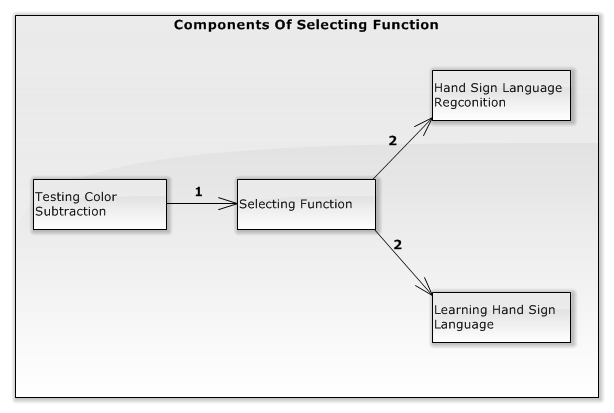 Components Of Selecting Function
Hand Sign Language
Regconition
2
1
Testing Color
Subtraction
Selecting Function
2
Learning Hand Sign
Language